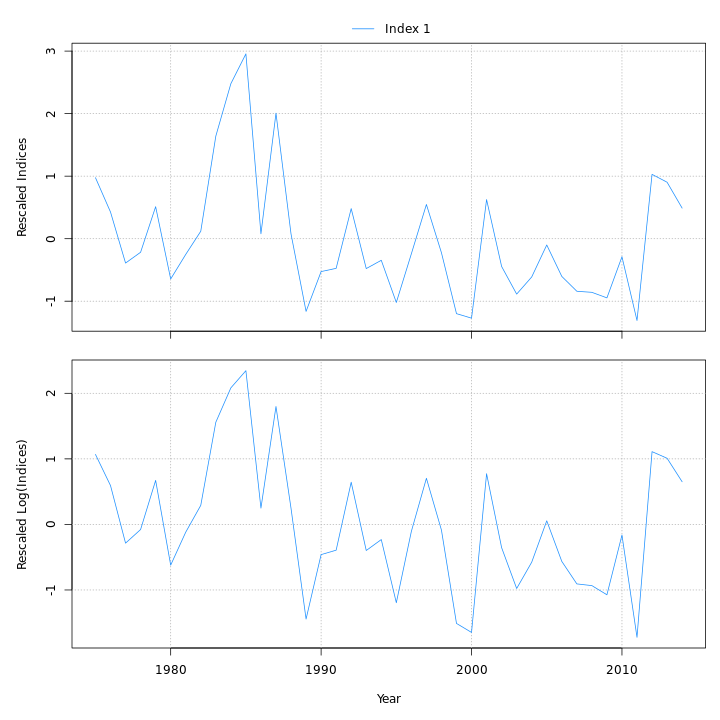 Index 1
Rescaled Indices
3
2
1
0
-1
Rescaled Log(Indices)
2
1
0
-1
1980 1990 2000 2010
Year